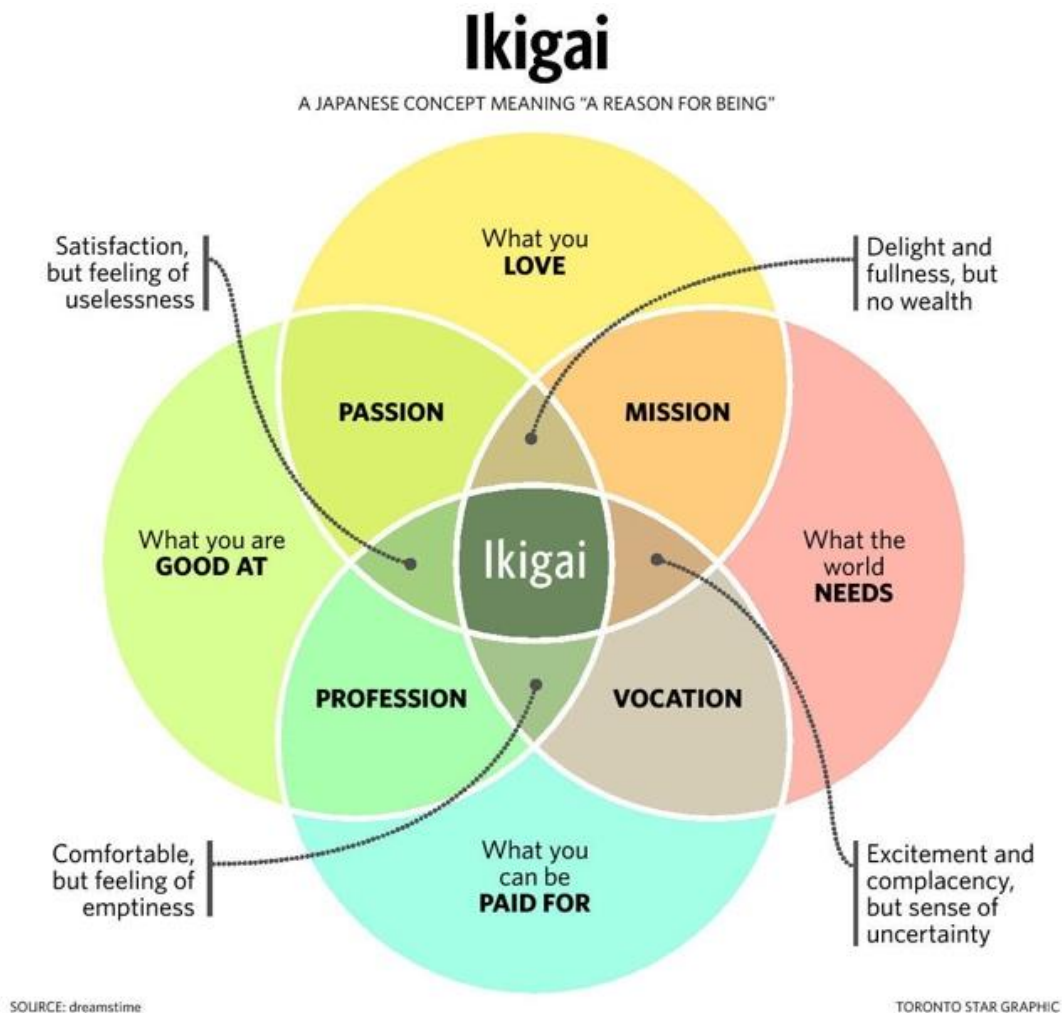 Ikigai
A JAPANESE CONCEPT MEANING "A REASON FOR BEING"
Satisfaction,
but feeling of
uselessness
What you
LOVE
Delight and
fullness, but
no wealth
PASSION
MISSION
What you are
GOOD AT
Ikigai
What the
world
NEEDS
PROFESSION
VOCATION
Comfortable,
but feeling of
emptiness
What you
can be
PAID FOR
Excitement and
complacency,
but sense of
uncertainty
SOURCE: dreamstime
TORONTO STAR GRAPHIC